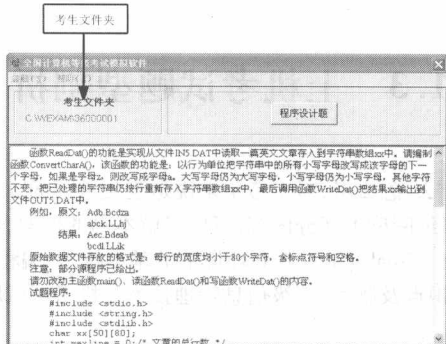 考生文件夹
全国计算机等级考试模拟软件
考生文件夹
C:\WEXAM\36000001
程序设计题
函数ReadDat()的功能是实现从文件IN5.DAT中读取一篇英文文章存入到字符串数组xx中。请编制
函数ConvertCharA()，该函数的功能是：以行为单位把字符串中的所有小写字母改写成该字母的下一
个字母，如果是字母z，则改写成字母a。大写字母仍为大写字母，小写字母仍为小写字母，其他字符
不变。把已处理的字符串仍按行重新存入字符串数组xx中，最后调用函数WriteDat()把结果xx输出到
文件OUT5.DAT中。
例如，原文：Adb.Bcdza
abck.LLhj
结果：Aec.Bdeab
bcdl.LLik
原始数据文件存放的格式是：每行的宽度均小于80个字符，含标点符号和空格。
注意：部分源程序已给出。
请勿改动主函数main()、读函数ReadDat()和写函数WriteDat()的内容。
试题程序：
#include <stdio.h>
#include <string.h>
#include <stdlib.h>
char xx[50][80];
int maxline = 0;/* 文章的总行数 */